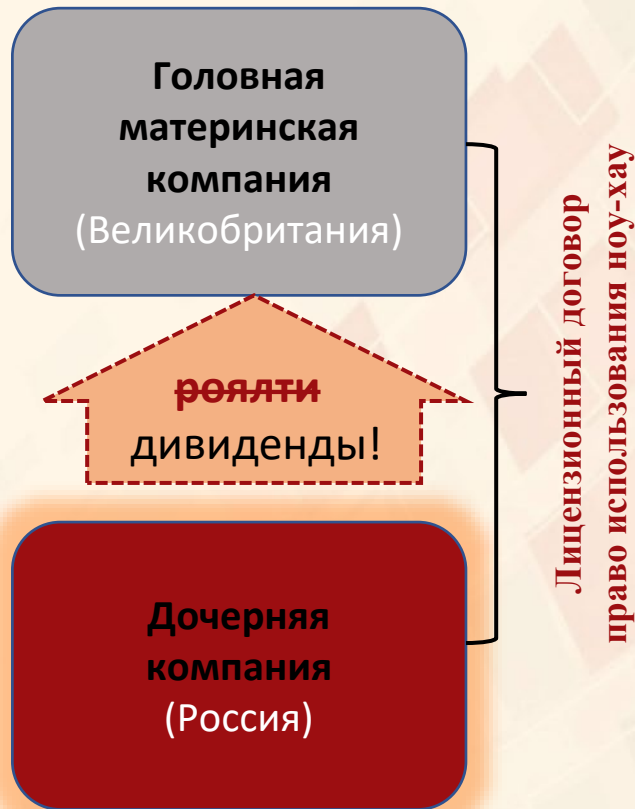 Головная
материнская
компания
(Великобритания)
роялти
дивиденды!
Дочерняя
компания
(Россия)
Лицензионный договор
право использования ноу-хау